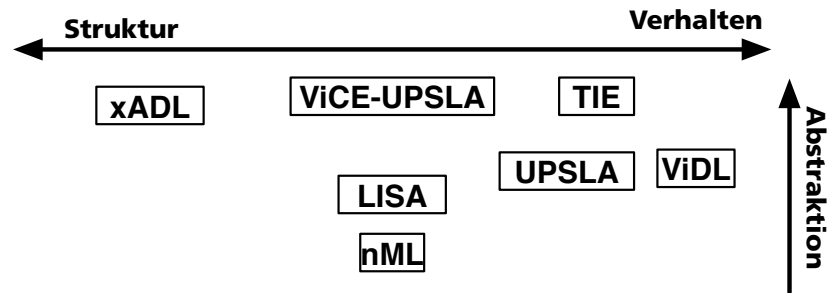 Struktur
Verhalten
xADL
ViCE-UPSLA
TIE
UPSLA
ViDL
LISA
nML
Abstraktion